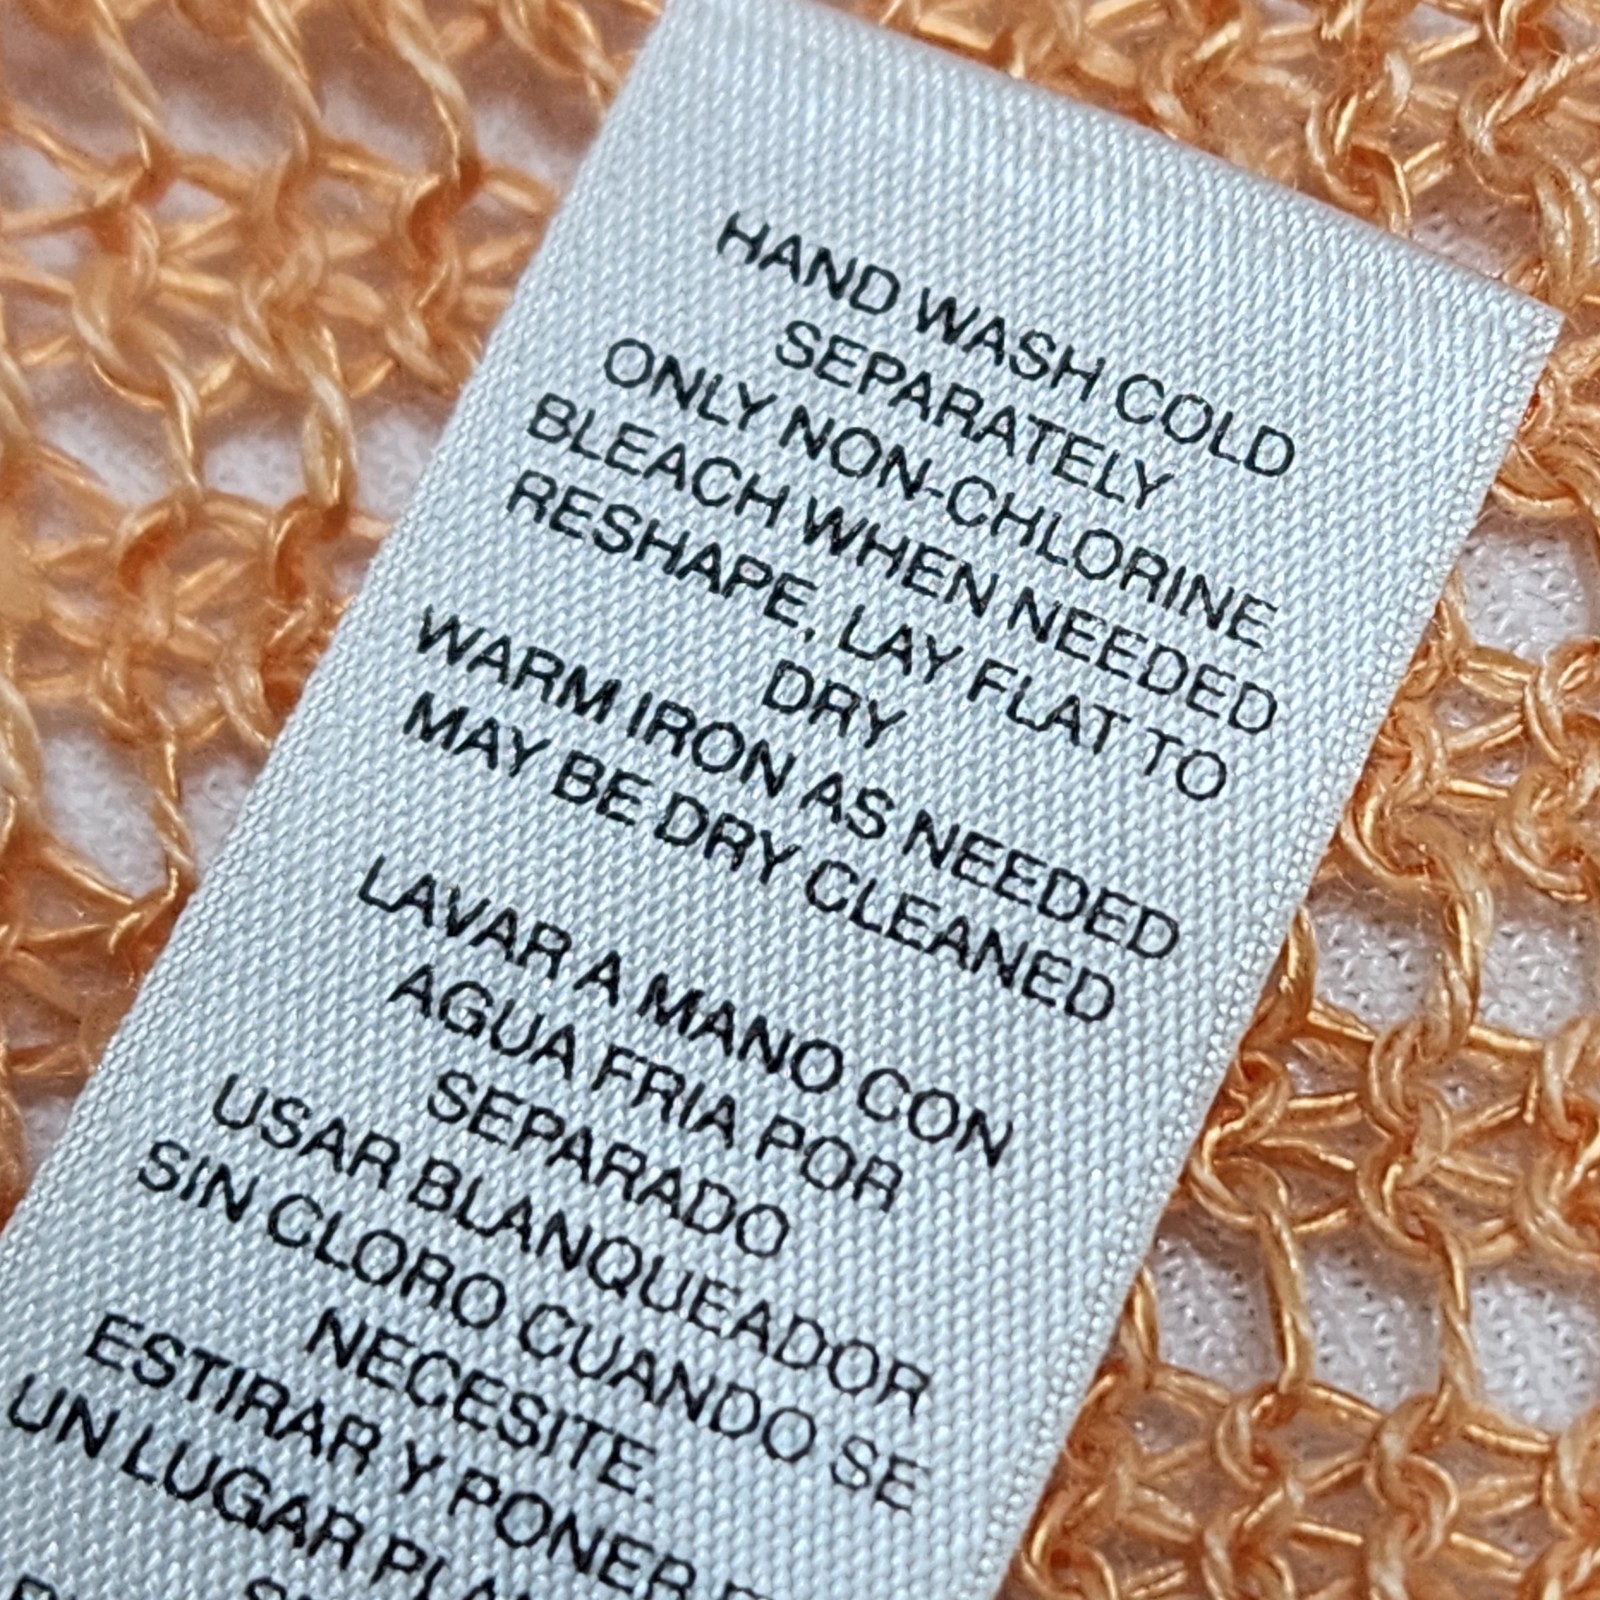 HAND WASH COLD
SEPARATELY
ONLY NON-CHLORINE
BLEACH WHEN NEEDED
RESHAPE, LAY FLAT TO
DRY
WARM IRON AS NEEDED
MAY BE DRY CLEANED
LAVAR A MANO CON
AGUA FRIA POR
SEPARADO
USAR BLANQUEADOR
SIN CLORO CUANDO SE
NECESITE.
ESTIRAR Y PONER
UN LUGAR